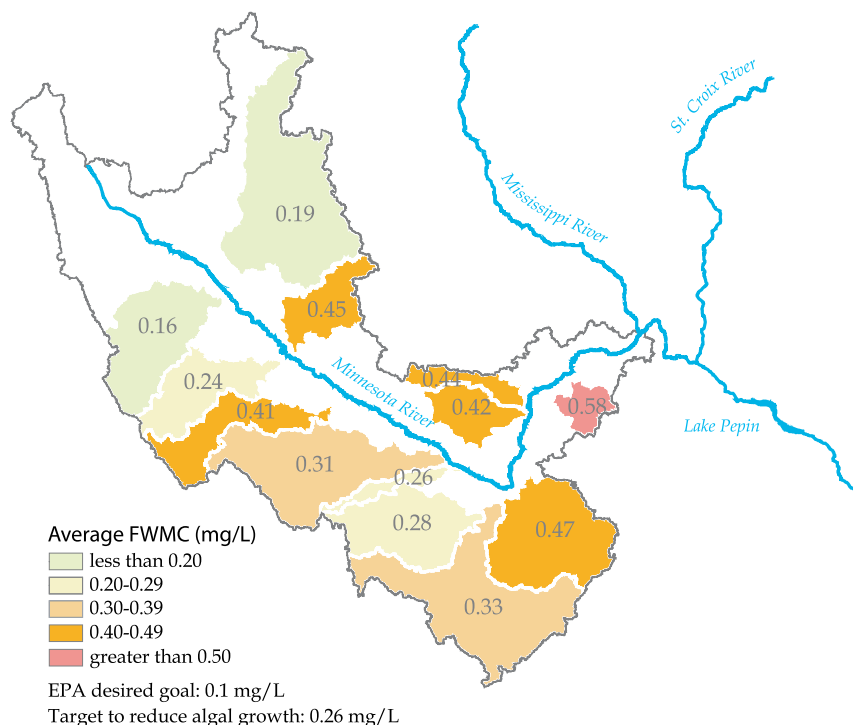 St. Croix River
Mississippi River
0.19
0.45
0.16
Minnesota River
0.24
0.44
0.41
0.42
0.58
Lake Pepin
0.31
0.26
0.28
0.47
Average FWMC (mg/L)
less than 0.20
0.20-0.29
0.30-0.39
0.33
0.40-0.49
greater than 0.50
EPA desired goal: 0.1 mg/L
Target to reduce algal growth: 0.26 mg/L